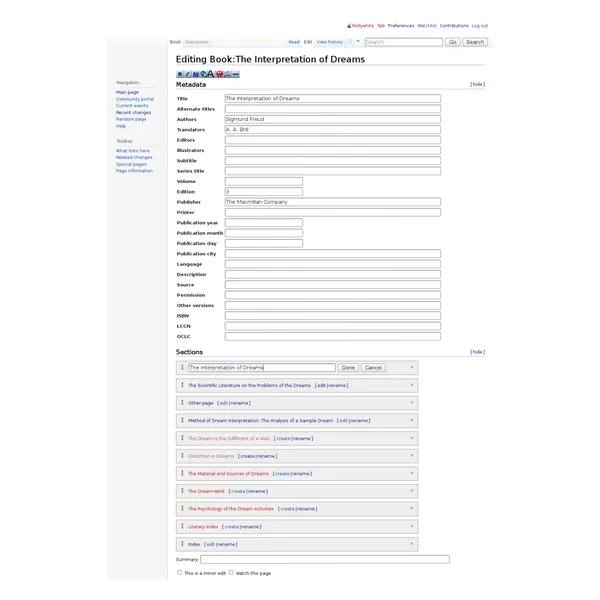 Mollywhite Talk Preferences Watchlist Contributions Log out
Book Discussion Read Edit View history Search Go Search
Editing Book:The Interpretation of Dreams
Metadata [hide]
Navigation
Main page
Community portal
Current events
Recent changes
Random page
Help
Toolbox
What links here
Related changes
Special pages
Page information
Title The Interpretation of Dreams
Alternate titles
Authors Sigmund Freud
Translators A. A. Brill
Editors
Illustrators
Subtitle
Series title
Volume
Edition 3
Publisher The Macmillan Company
Printer
Publication year
Publication month
Publication day
Publication city
Language
Description
Source
Permission
Other versions
ISBN
LCCN
OCLC
Sections [hide]
The Interpretation of Dreams Done Cancel ×
The Scientific Literature on the Problems of the Dreams [edit|rename] ×
Other:page [edit|rename] ×
Method of Dream Interpretation: The Analysis of a Sample Dream [edit|rename] ×
The Dream is the Fulfilment of a Wish [create|rename] ×
Distortion in Dreams [create|rename] ×
The Material and Sources of Dreams [create|rename] ×
The Dream-Work [create|rename] ×
The Psychology of the Dream Activities [create|rename] ×
Literary Index [create|rename] ×
Index [edit|rename] ×
Summary:
This is a minor edit Watch this page